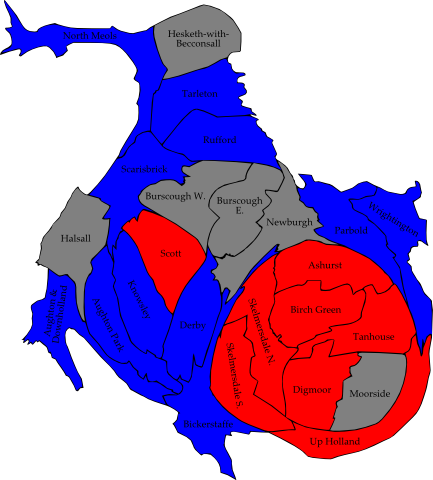 North Meols
Hesketh-with-
Becconsall
Tarleton
Rufford
Scarisbrick
Burscough W.
Burscough
E.
Newburgh
Wrightington
Parbold
Halsall
Scott
Ashurst
Aughton &
Downholland
Knowsley
Birch Green
Aughton Park
Derby
Skelmersdale N.
Tanhouse
Skelmersdale S.
Digmoor
Moorside
Bickerstaffe
Up Holland